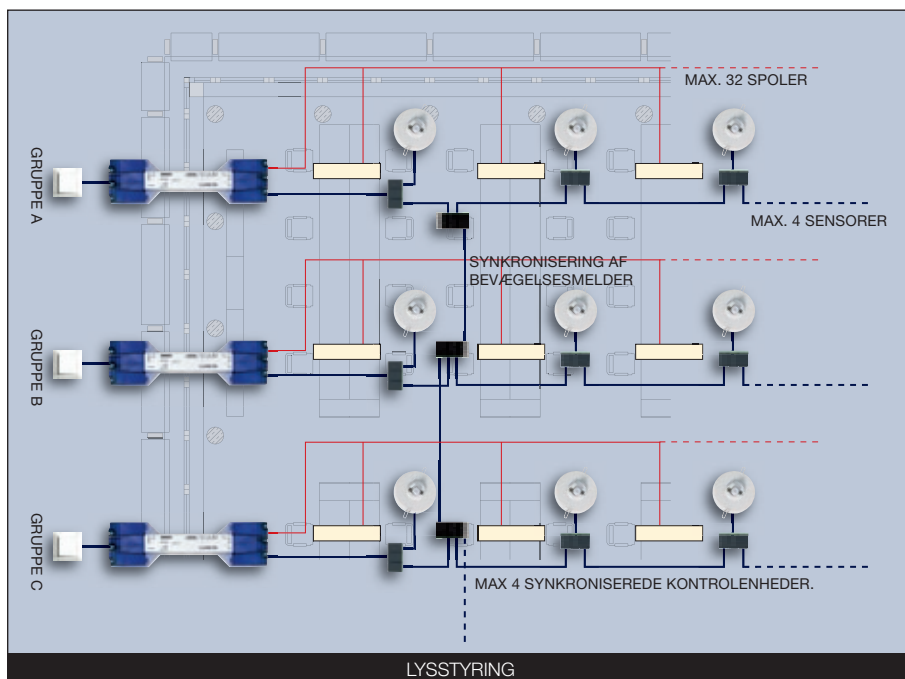 MAX. 32 SPOLER
GRUPPE A
MAX. 4 SENSORER
SYNKRONISERING AF
BEVÆGELSESMELDER
GRUPPE B
GRUPPE C
MAX 4 SYNKRONISEREDE KONTROLENHEDER.
LYSSTYRING